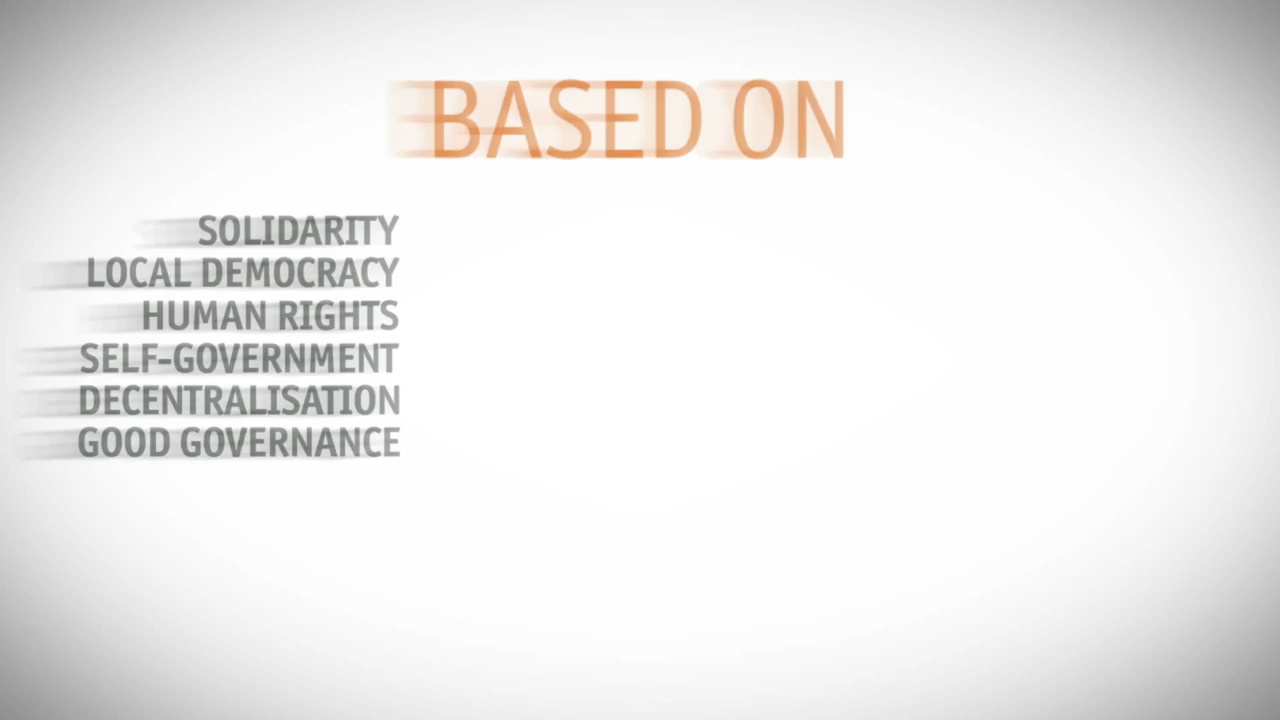 BASED ON
SOLIDARITY
LOCAL DEMOCRACY
HUMAN RIGHTS
SELF-GOVERNMENT
DECENTRALISATION
GOOD GOVERNANCE